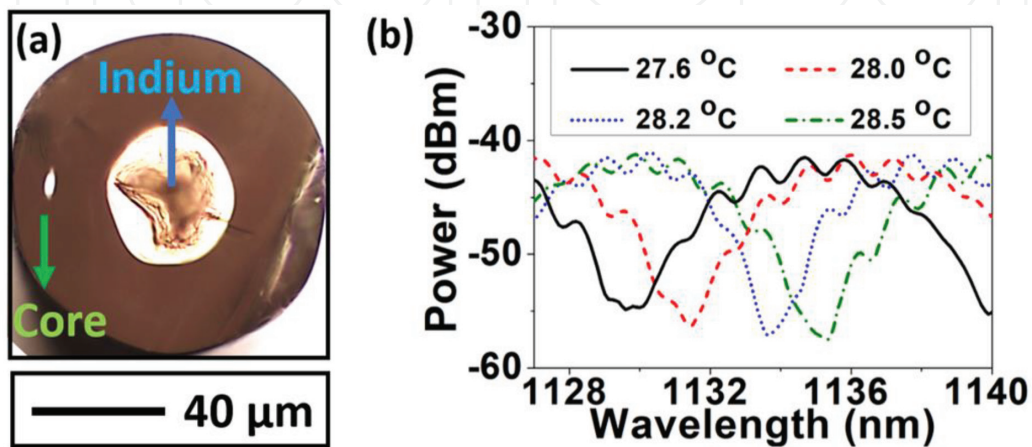 (a)
Indium
Core
40 µm
(b)
-30
-40
-50
-60
Power (dBm)
27.6 °C
28.0 °C
28.2 °C
28.5 °C
1128 1132 1136 1140
Wavelength (nm)